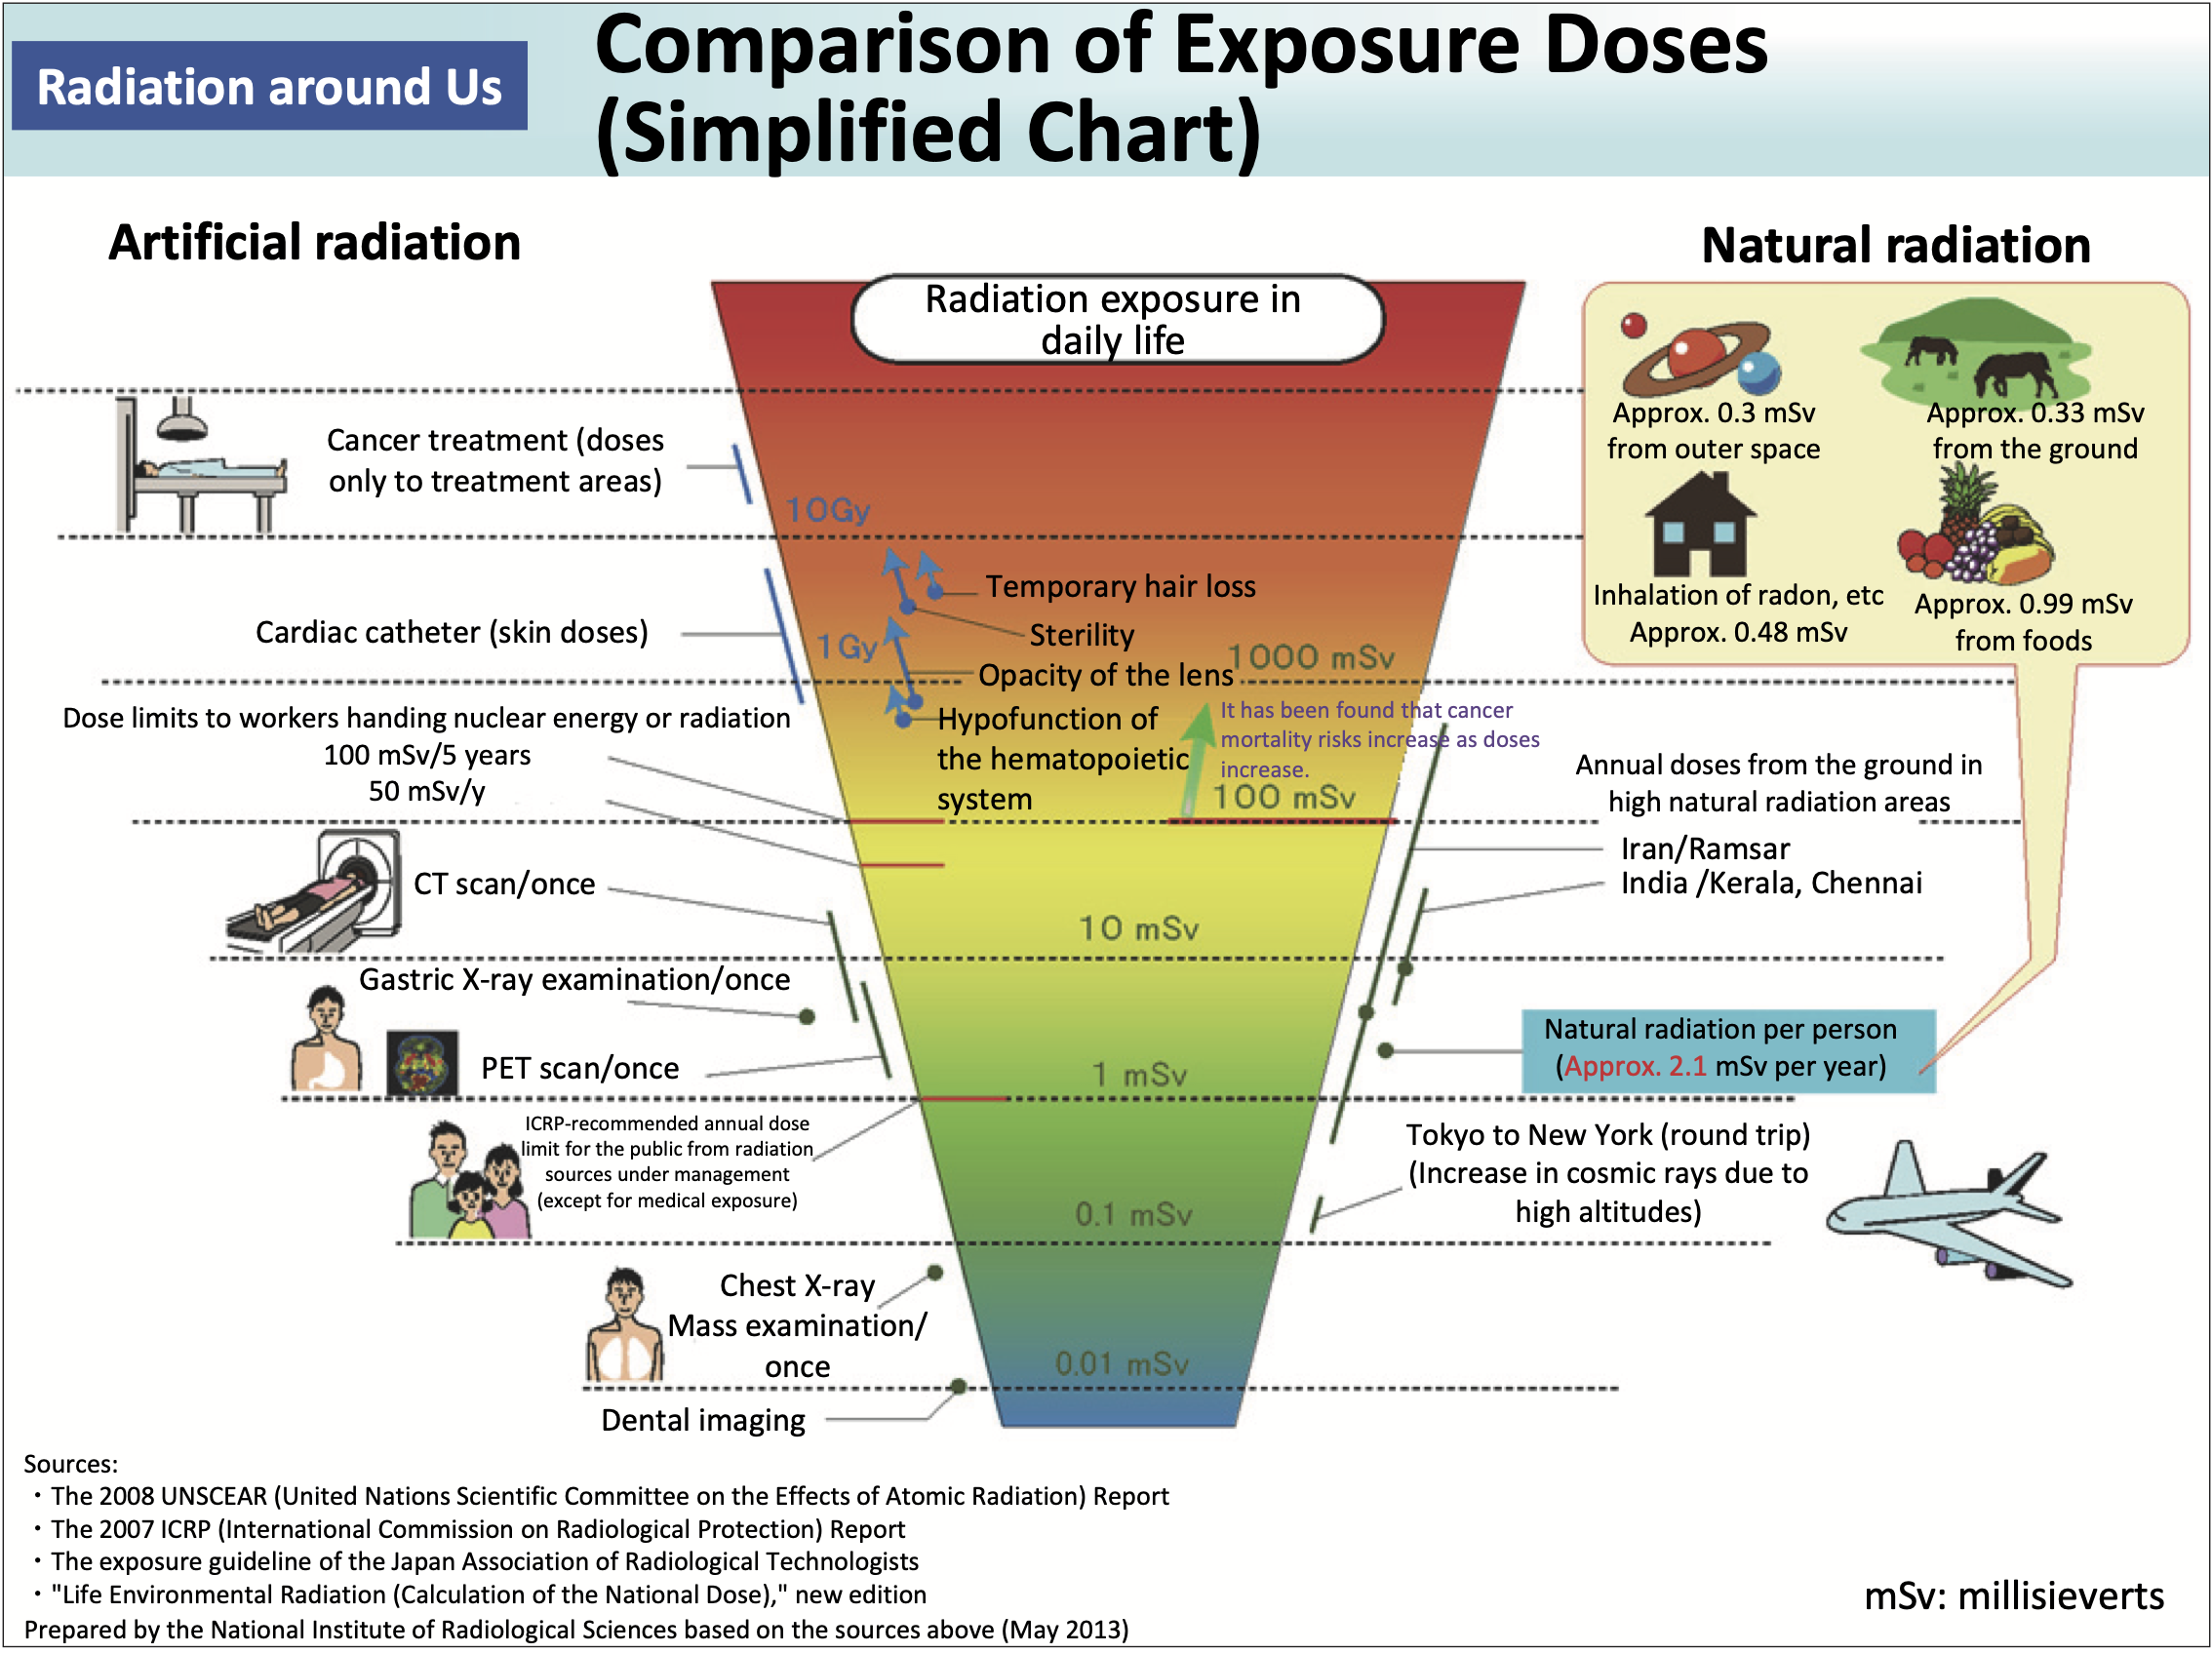 Radiation around Us
Comparison of Exposure Doses
(Simplified Chart)
Artificial radiation
Natural radiation
Radiation exposure in
daily life
Approx. 0.3 mSv
from outer space
Approx. 0.33 mSv
from the ground
Inhalation of radon, etc
Approx. 0.48 mSv
Approx. 0.99 mSv
from foods
Cancer treatment (doses
only to treatment areas)
10Gy
Cardiac catheter (skin doses)
1Gy
Temporary hair loss
Sterility
Opacity of the lens
1000 mSv
Hypofunction of
the hematopoietic
system
It has been found that cancer
mortality risks increase as doses
increase.
100 mSv
Dose limits to workers handing nuclear energy or radiation
100 mSv/5 years
50 mSv/y
Annual doses from the ground in
high natural radiation areas
Iran/Ramsar
India /Kerala, Chennai
CT scan/once
10 mSv
Gastric X-ray examination/once
PET scan/once
1 mSv
Natural radiation per person
(Approx. 2.1 mSv per year)
ICRP-recommended annual dose
limit for the public from radiation
sources under management
(except for medical exposure)
Tokyo to New York (round trip)
(Increase in cosmic rays due to
high altitudes)
0.1 mSv
Chest X-ray
Mass examination/
once
0.01 mSv
Dental imaging
Sources:
・The 2008 UNSCEAR (United Nations Scientific Committee on the Effects of Atomic Radiation) Report
・The 2007 ICRP (International Commission on Radiological Protection) Report
・The exposure guideline of the Japan Association of Radiological Technologists
・"Life Environmental Radiation (Calculation of the National Dose)," new edition
Prepared by the National Institute of Radiological Sciences based on the sources above (May 2013)
mSv: millisieverts